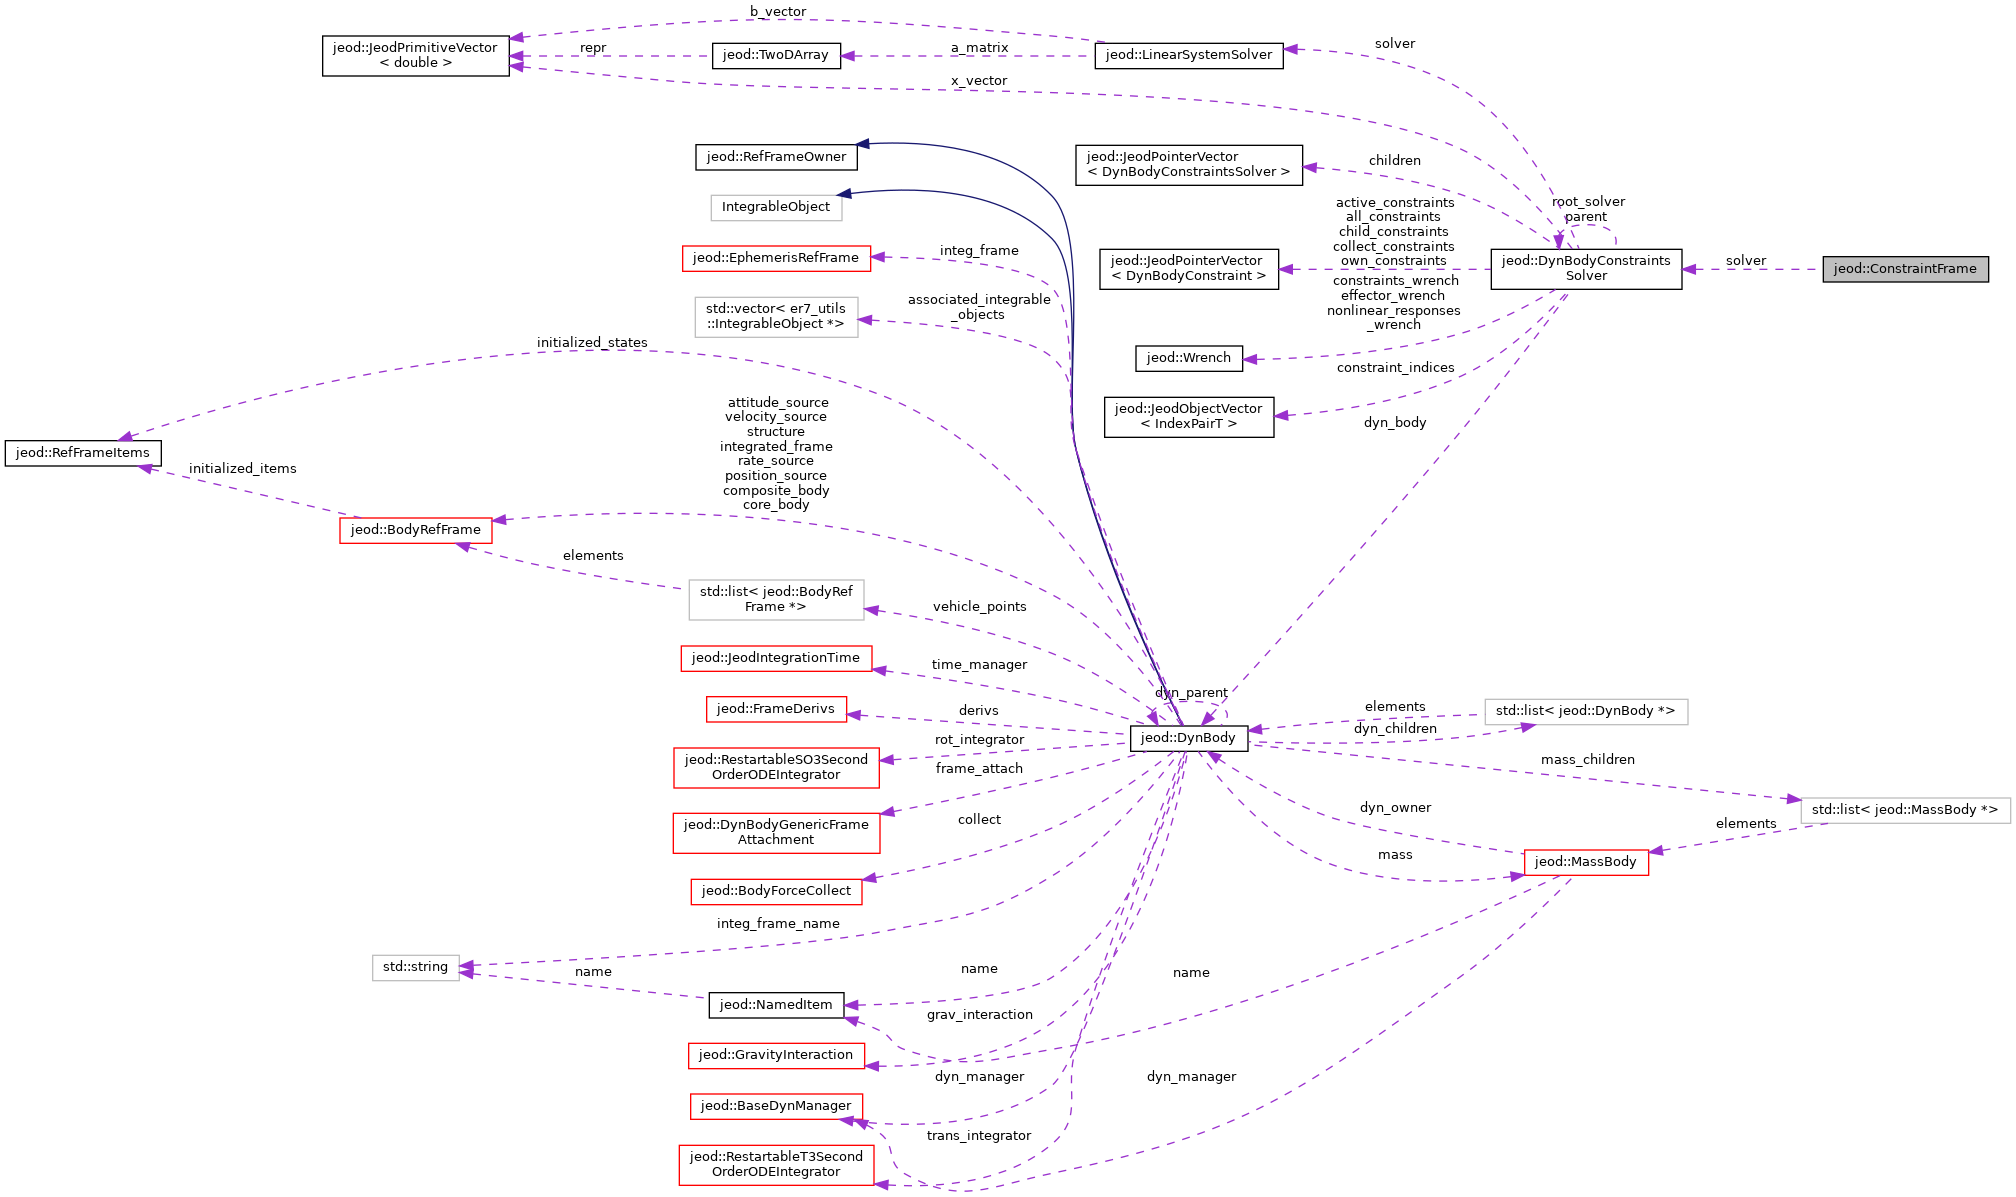 b_vector
jeod::JeodPrimitiveVector
< double >
repr
jeod::TwoDArray
a_matrix
jeod::LinearSystemSolver
solver
x_vector
jeod::RefFrameOwner
jeod::JeodPointerVector
< DynBodyConstraintsSolver >
children
IntegrableObject
active_constraints
all_constraints
child_constraints
collect_constraints
own_constraints
root_solver
parent
jeod::EphemerisRefFrame
integ_frame
jeod::JeodPointerVector
< DynBodyConstraint >
jeod::DynBodyConstraints
Solver
solver
jeod::ConstraintFrame
std::vector< er7_utils
::IntegrableObject *>
associated_integrable
_objects
constraints_wrench
effector_wrench
nonlinear_responses
_wrench
initialized_states
jeod::Wrench
constraint_indices
jeod::JeodObjectVector
< IndexPairT >
dyn_body
attitude_source
velocity_source
structure
integrated_frame
rate_source
position_source
composite_body
core_body
jeod::RefFrameItems
initialized_items
jeod::BodyRefFrame
elements
std::list< jeod::BodyRef
Frame *>
vehicle_points
jeod::JeodIntegrationTime
time_manager
dyn_parent
jeod::FrameDerivs
derivs
elements
std::list< jeod::DynBody *>
dyn_children
jeod::DynBody
rot_integrator
jeod::RestartableSO3Second
OrderODEIntegrator
frame_attach
mass_children
std::list< jeod::MassBody *>
dyn_owner
elements
jeod::DynBodyGenericFrame
Attachment
collect
mass
jeod::MassBody
jeod::BodyForceCollect
integ_frame_name
std::string
name
name
name
jeod::NamedItem
grav_interaction
jeod::GravityInteraction
dyn_manager
dyn_manager
jeod::BaseDynManager
trans_integrator
jeod::RestartableT3Second
OrderODEIntegrator